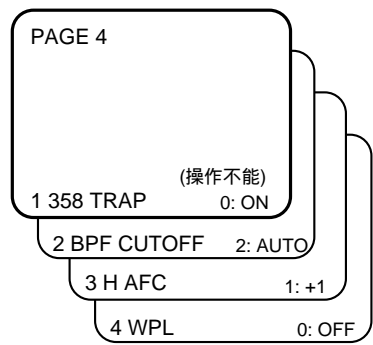 PAGE 4
(操作不能)
1 358 TRAP 0: ON
2 BPF CUTOFF 2: AUTO
3 H AFC 1: +1
4 WPL 0: OFF